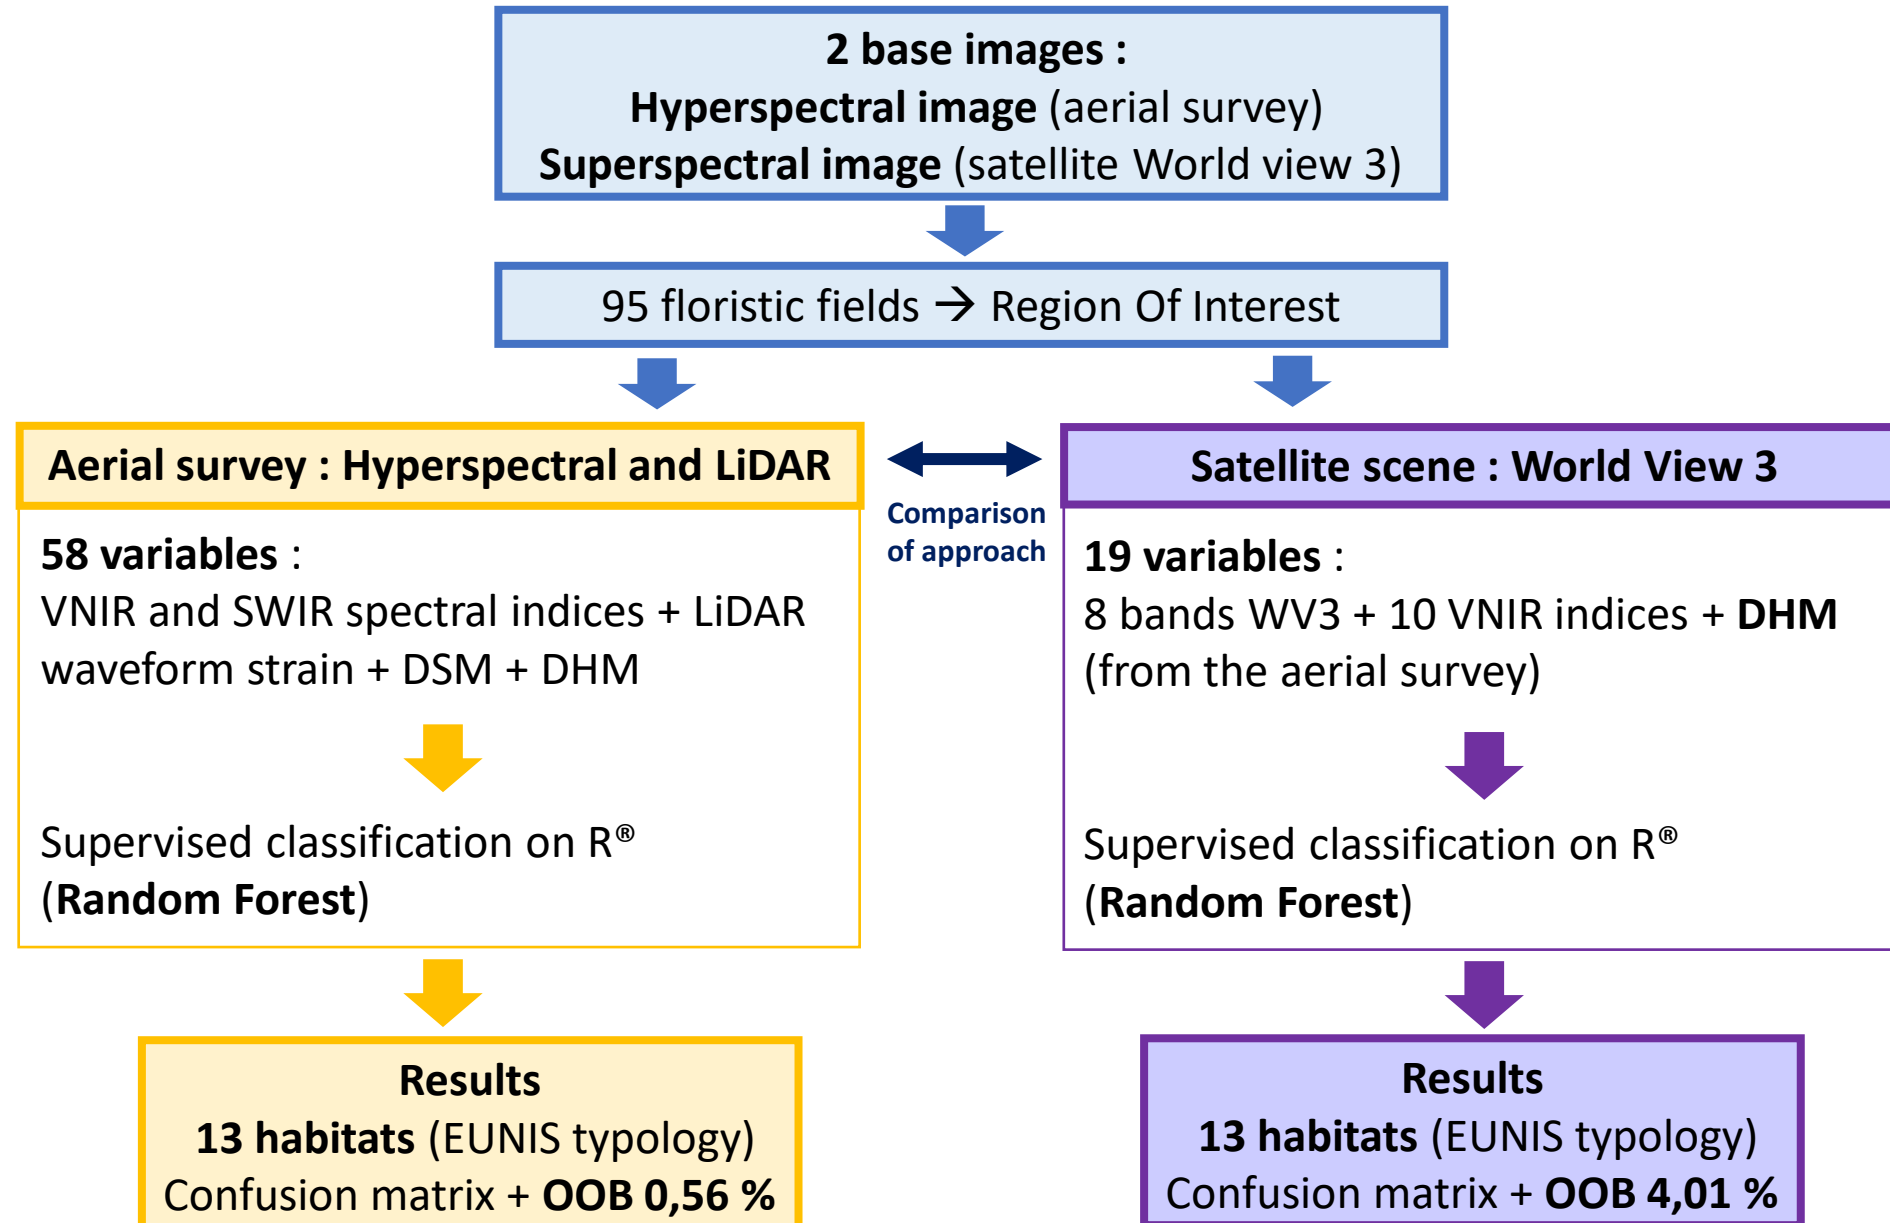 2 base images :
Hyperspectral image (aerial survey)
Superspectral image (satellite World view 3)
95 floristic fields → Region Of Interest
Aerial survey : Hyperspectral and LiDAR
58 variables :
VNIR and SWIR spectral indices + LiDAR
waveform strain + DSM + DHM
Supervised classification on R®
(Random Forest)
Results
13 habitats (EUNIS typology)
Confusion matrix + OOB 0,56 %
Comparison
of approach
Satellite scene : World View 3
19 variables :
8 bands WV3 + 10 VNIR indices + DHM
(from the aerial survey)
Supervised classification on R®
(Random Forest)
Results
13 habitats (EUNIS typology)
Confusion matrix + OOB 4,01 %